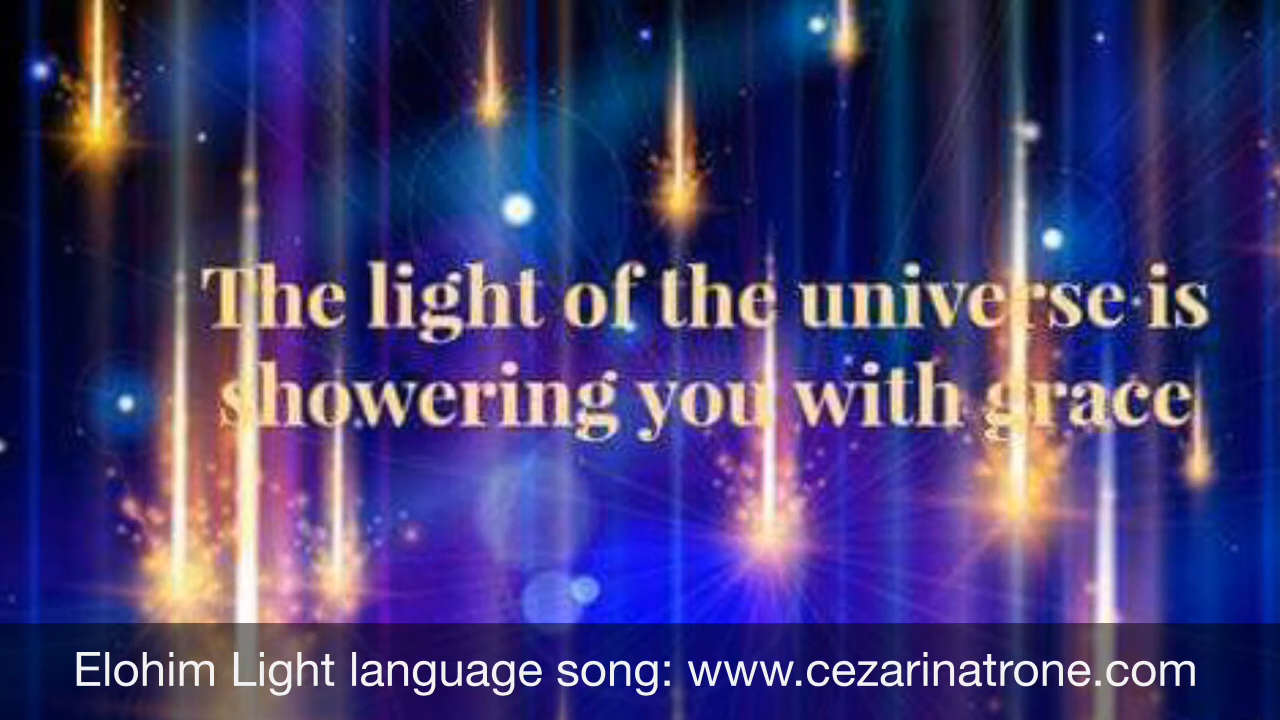 The light of the universe is
showering you with grace
Elohim Light language song: www.cezarinatrone.com